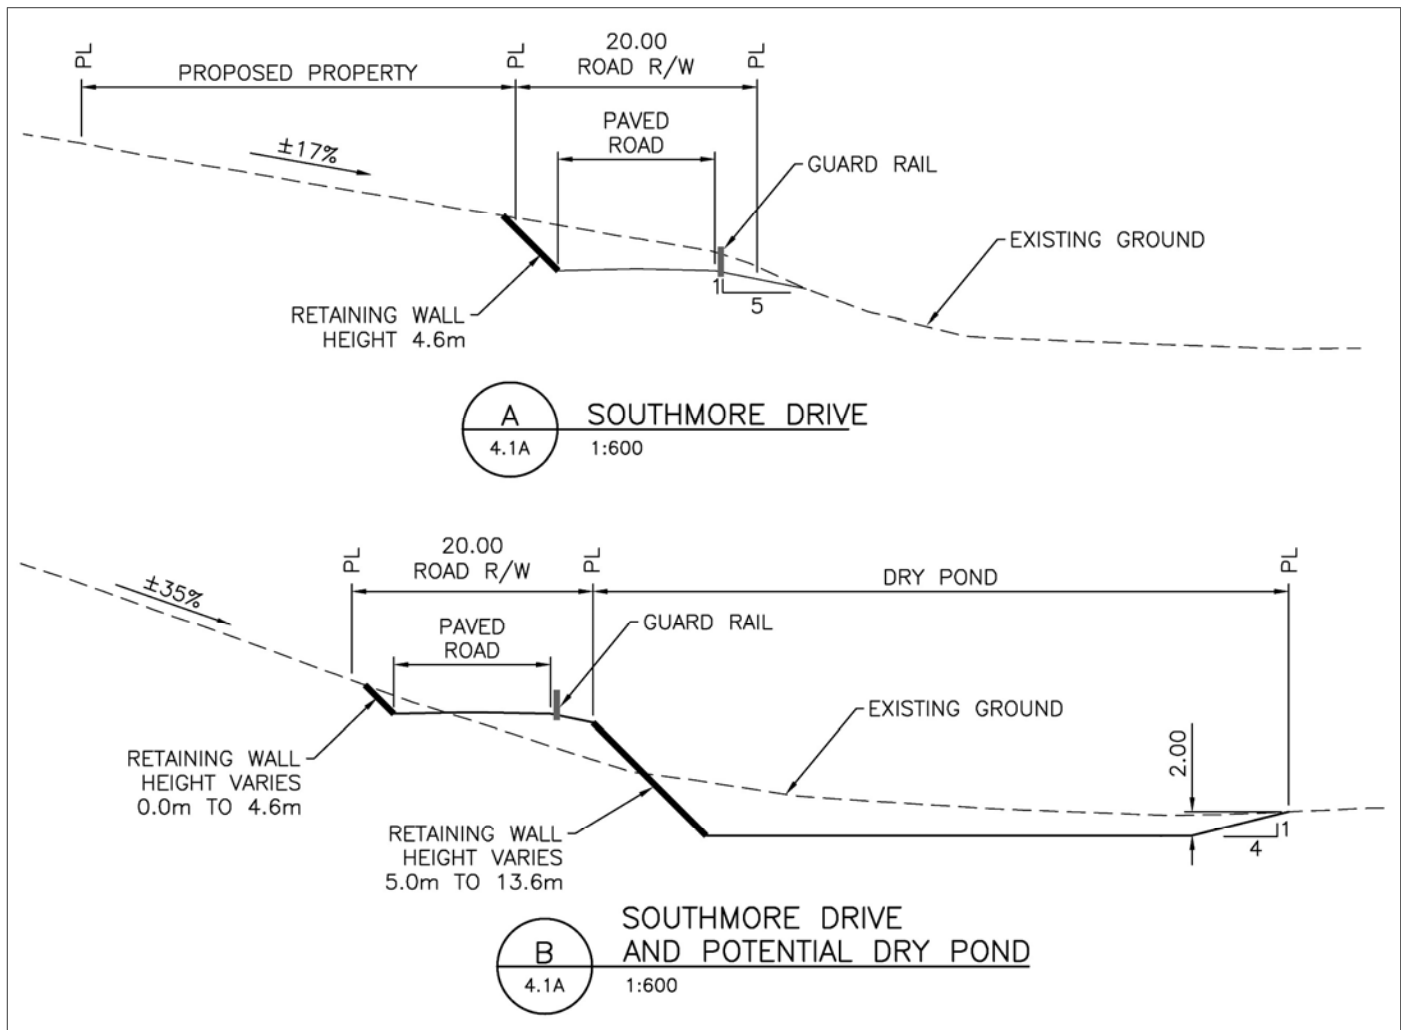 PL
PL
PL
20.00
ROAD R/W
PROPOSED PROPERTY
PAVED
ROAD
±17%
GUARD RAIL
EXISTING GROUND
1
5
RETAINING WALL
HEIGHT 4.6m
A
4.1A
SOUTHMORE DRIVE
1:600
PL
PL
PL
20.00
ROAD R/W
DRY POND
±35%
PAVED
ROAD
GUARD RAIL
EXISTING GROUND
2.00
RETAINING WALL
HEIGHT VARIES
0.0m TO 4.6m
1
4
RETAINING WALL
HEIGHT VARIES
5.0m TO 13.6m
B
4.1A
SOUTHMORE DRIVE
AND POTENTIAL DRY POND
1:600